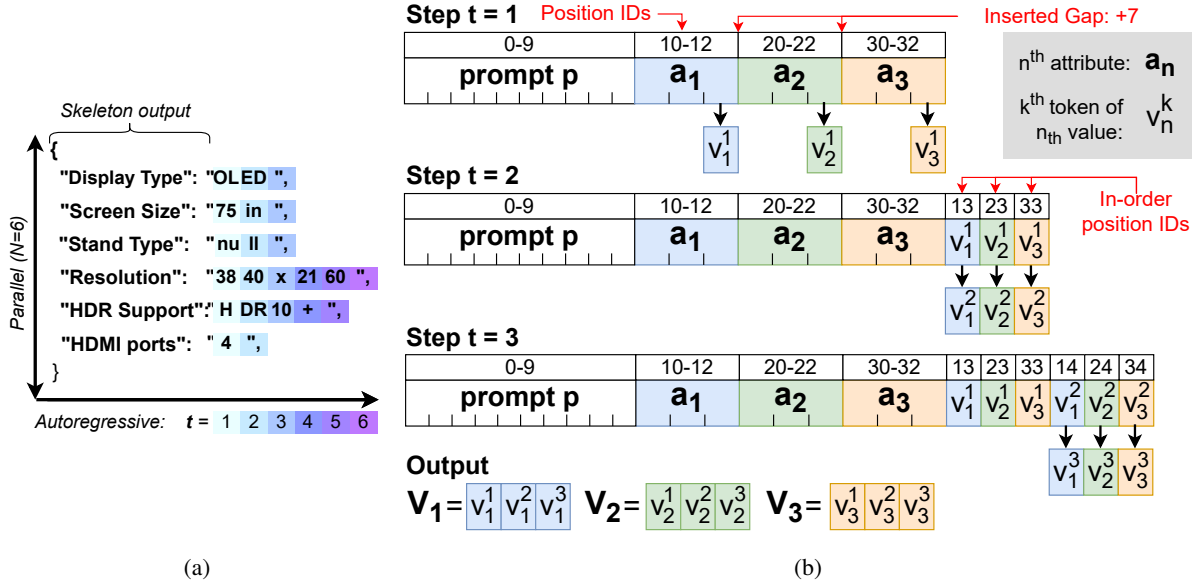 Skeleton output
{
"Display Type": "OLED ",
"Screen Size": "75 in ",
"Stand Type": "nu ll ",
"Resolution": "38 40 x 21 60 ",
"HDR Support": "H DR 10 + ",
"HDMI ports": "4 ",
}
Parallel (N=6)
Autoregressive: t = 1 2 3 4 5 6
(a)
Step t = 1
Position IDs
Inserted Gap: +7
0-9 10-12 20-22 30-32
prompt p a1 a2 a3
v₁¹ v₂¹ v₃¹
nth attribute: an
kth token of
nth value: vₙᵏ
Step t = 2
In-order
position IDs
0-9 10-12 20-22 30-32 13 23 33
prompt p a1 a2 a3 v₁¹ v₂¹ v₃¹
v₁² v₂² v₃²
Step t = 3
0-9 10-12 20-22 30-32 13 23 33 14 24 34
prompt p a1 a2 a3 v₁¹ v₂¹ v₃¹ v₁² v₂² v₃²
v₁³ v₂³ v₃³
Output
V1= v₁¹ v₁² v₁³ V2= v₂¹ v₂² v₂³ V3= v₃¹ v₃² v₃³
(b)